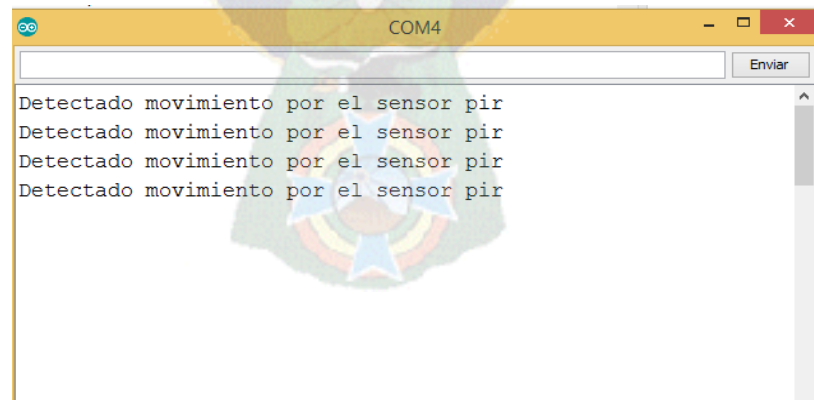 COM4
Enviar
Detectado movimiento por el sensor pir
Detectado movimiento por el sensor pir
Detectado movimiento por el sensor pir
Detectado movimiento por el sensor pir